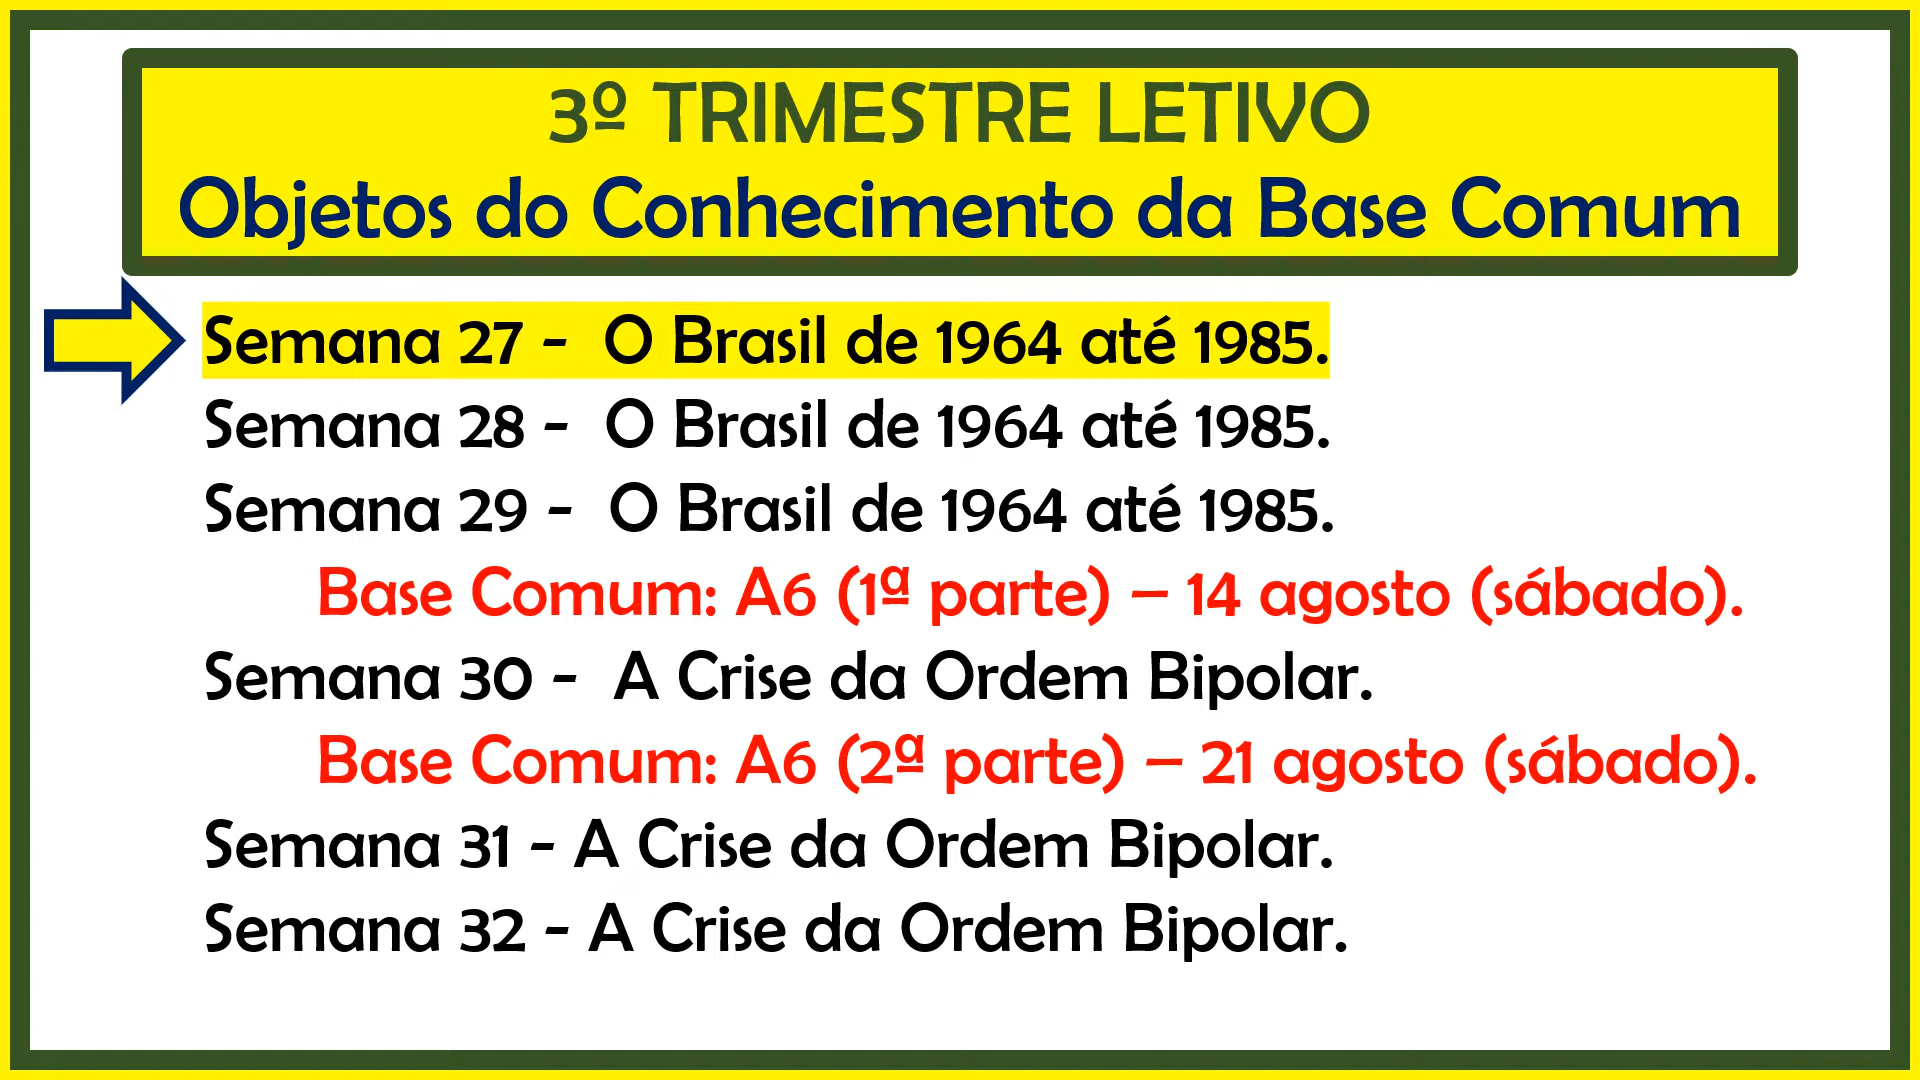 3º TRIMESTRE LETIVO
Objetos do Conhecimento da Base Comum
Semana 27 - O Brasil de 1964 até 1985.
Semana 28 - O Brasil de 1964 até 1985.
Semana 29 - O Brasil de 1964 até 1985.
Base Comum: A6 (1ª parte) – 14 agosto (sábado).
Semana 30 - A Crise da Ordem Bipolar.
Base Comum: A6 (2ª parte) – 21 agosto (sábado).
Semana 31 - A Crise da Ordem Bipolar.
Semana 32 - A Crise da Ordem Bipolar.